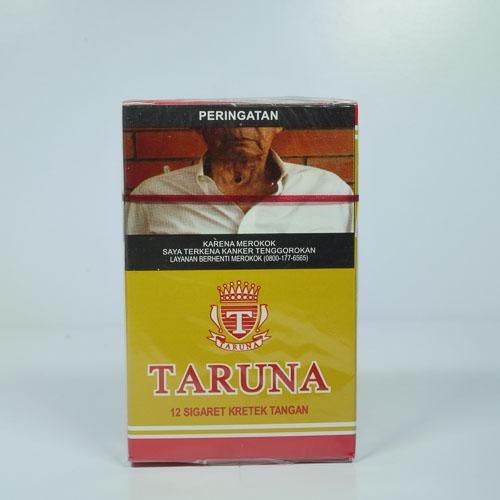 PERINGATAN
KARENA MEROKOK
SAYA TERKENA KANKER TENGGOROKAN
LAYANAN BERHENTI MEROKOK (0800-177-6565)
T
TARUNA
TARUNA
12 SIGARET KRETEK TANGAN